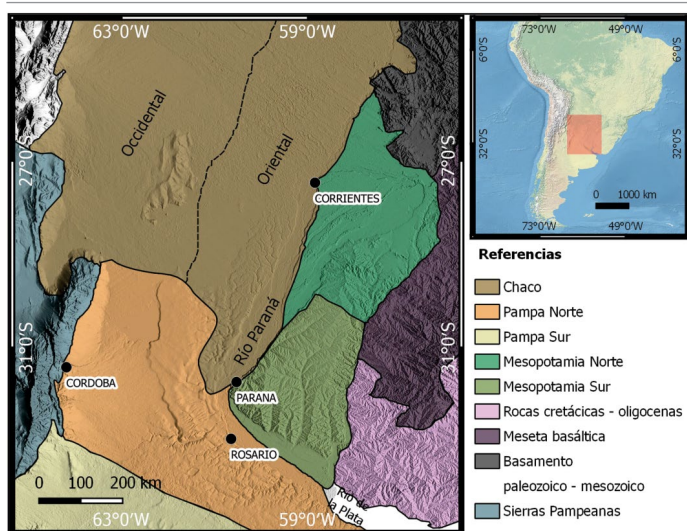 63°0'W
59°0'W
Occidental
Oriental
27°0'S
27°0'S
CORRIENTES
Río Paraná
31°0'S
31°0'S
CORDOBA
PARANA
ROSARIO
0 100 200 km
Río de
la Plata
63°0'W
59°0'W
73°0'W
49°0'W
6°0'S
6°0'S
32°0'S
32°0'S
0 1000 km
73°0'W
49°0'W
Referencias
Chaco
Pampa Norte
Pampa Sur
Mesopotamia Norte
Mesopotamia Sur
Rocas cretácicas - oligocenas
Meseta basáltica
Basamento
paleozoico - mesozoico
Sierras Pampeanas